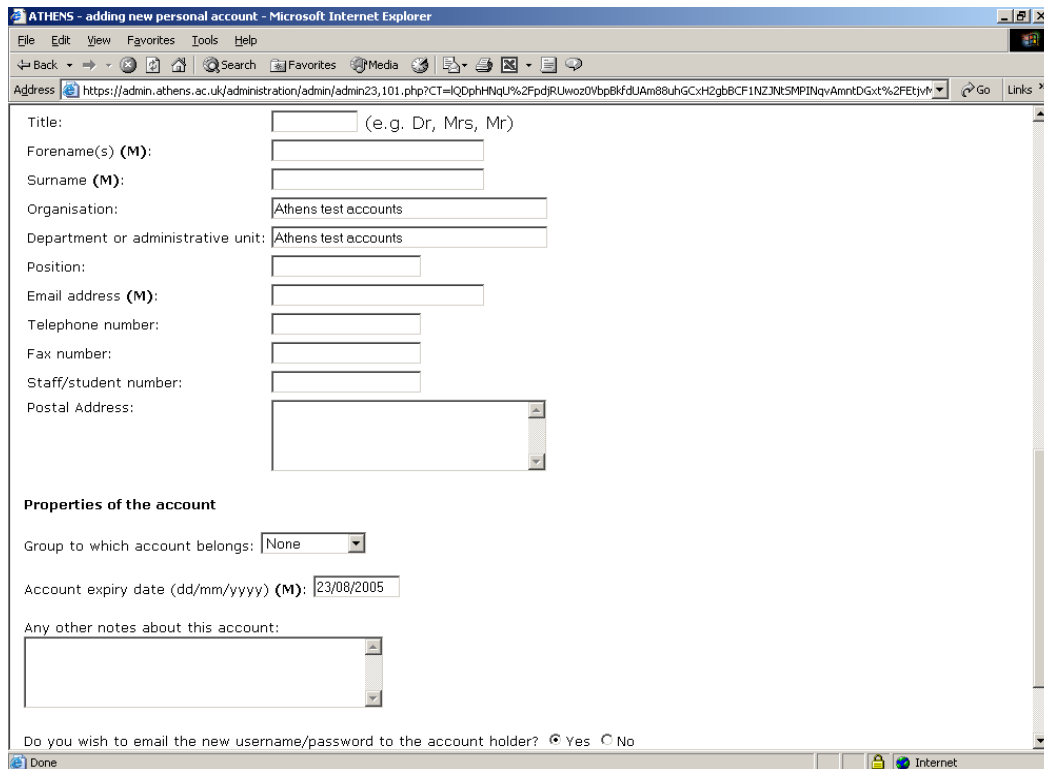 ATHENS - adding new personal account - Microsoft Internet Explorer
File Edit View Favorites Tools Help
Back Search Favorites Media
Address https://admin.athens.ac.uk/administration/admin/admin23,101.php? Go Links
Title: (e.g. Dr, Mrs, Mr)
Forename(s) (M):
Surname (M):
Organisation: Athens test accounts
Department or administrative unit: Athens test accounts
Position:
Email address (M):
Telephone number:
Fax number:
Staff/student number:
Postal Address:
Properties of the account
Group to which account belongs: None
Account expiry date (dd/mm/yyyy) (M): 23/08/2005
Any other notes about this account:
Do you wish to email the new username/password to the account holder? Yes No
Done Internet